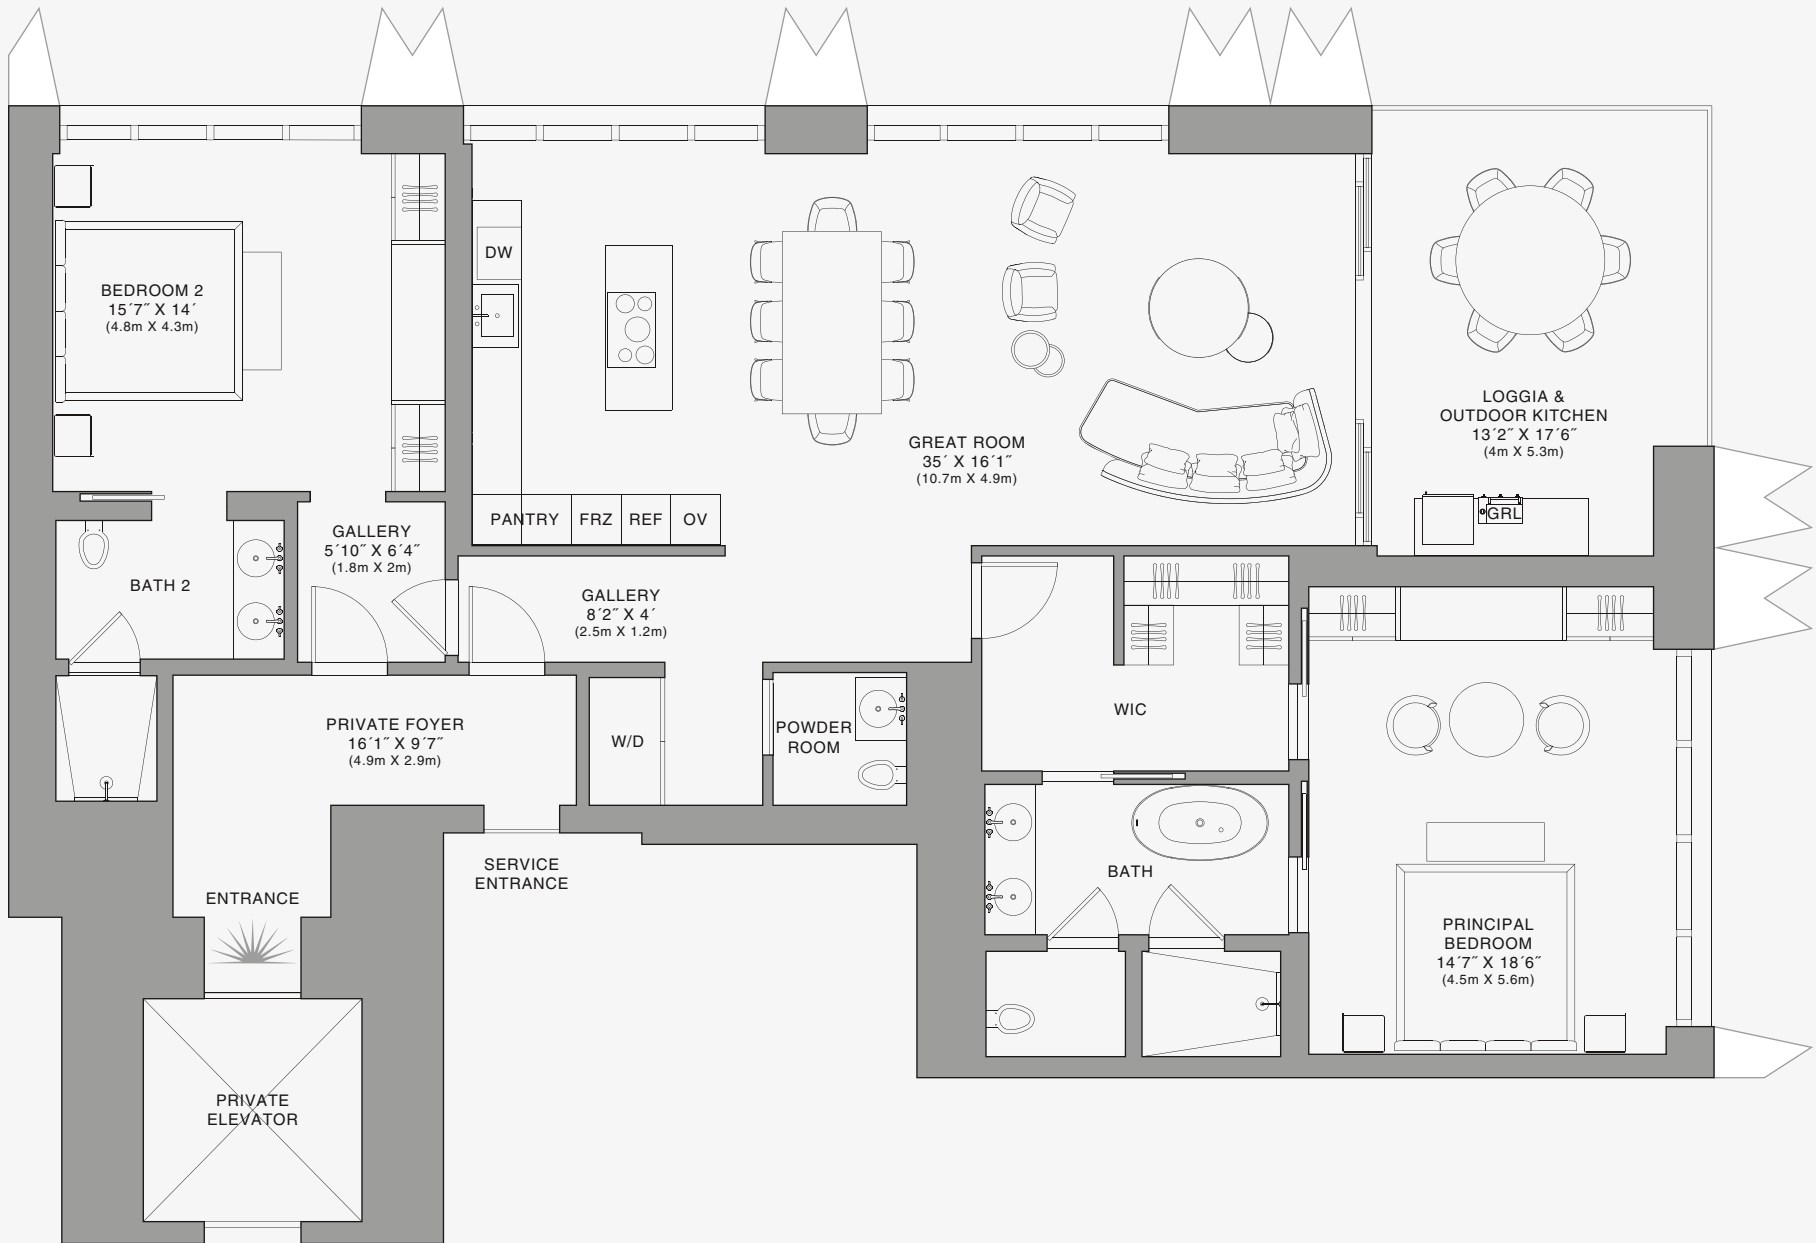 BEDROOM 2
15´7˝ X 14´
(4.8m X 4.3m)
DW
GREAT ROOM
35´ X 16´1˝
(10.7m X 4.9m)
LOGGIA &
OUTDOOR KITCHEN
13´2˝ X 17´6˝
(4m X 5.3m)
GRL
PANTRY
FRZ
REF
OV
GALLERY
5´10˝ X 6´4˝
(1.8m X 2m)
BATH 2
GALLERY
8´2˝ X 4´
(2.5m X 1.2m)
PRIVATE FOYER
16´1˝ X 9´7˝
(4.9m X 2.9m)
W/D
POWDER
ROOM
WIC
SERVICE
ENTRANCE
BATH
ENTRANCE
PRINCIPAL
BEDROOM
14´7˝ X 18´6˝
(4.5m X 5.6m)
PRIVATE
ELEVATOR